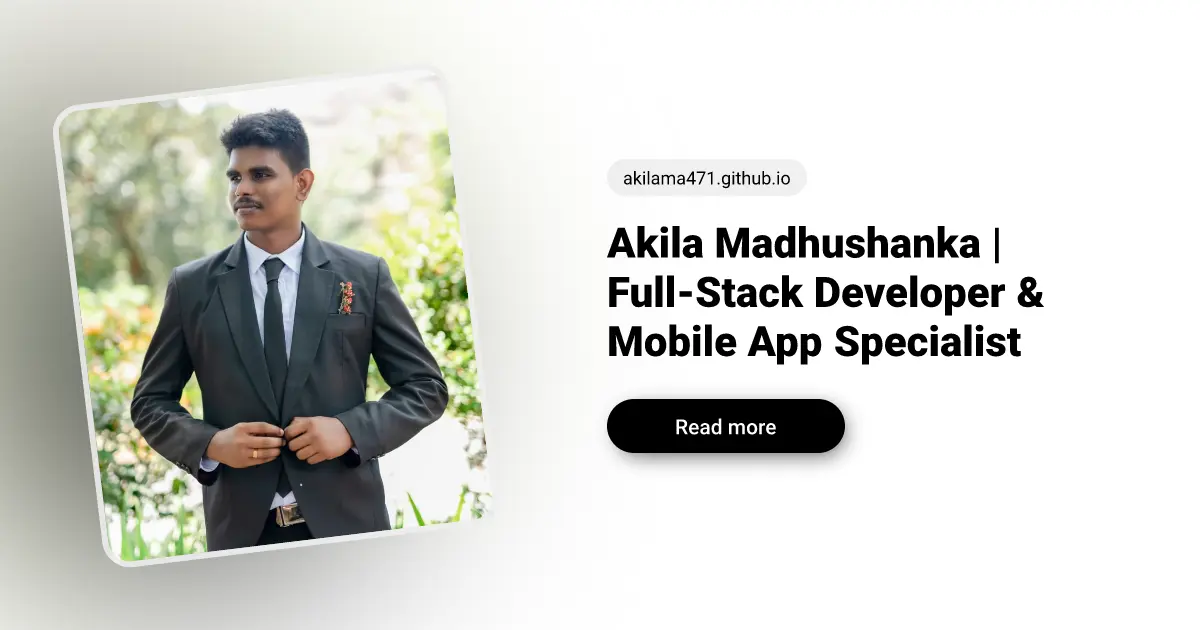 akilama471.github.io
Akila Madhushanka |
Full-Stack Developer &
Mobile App Specialist
Read more